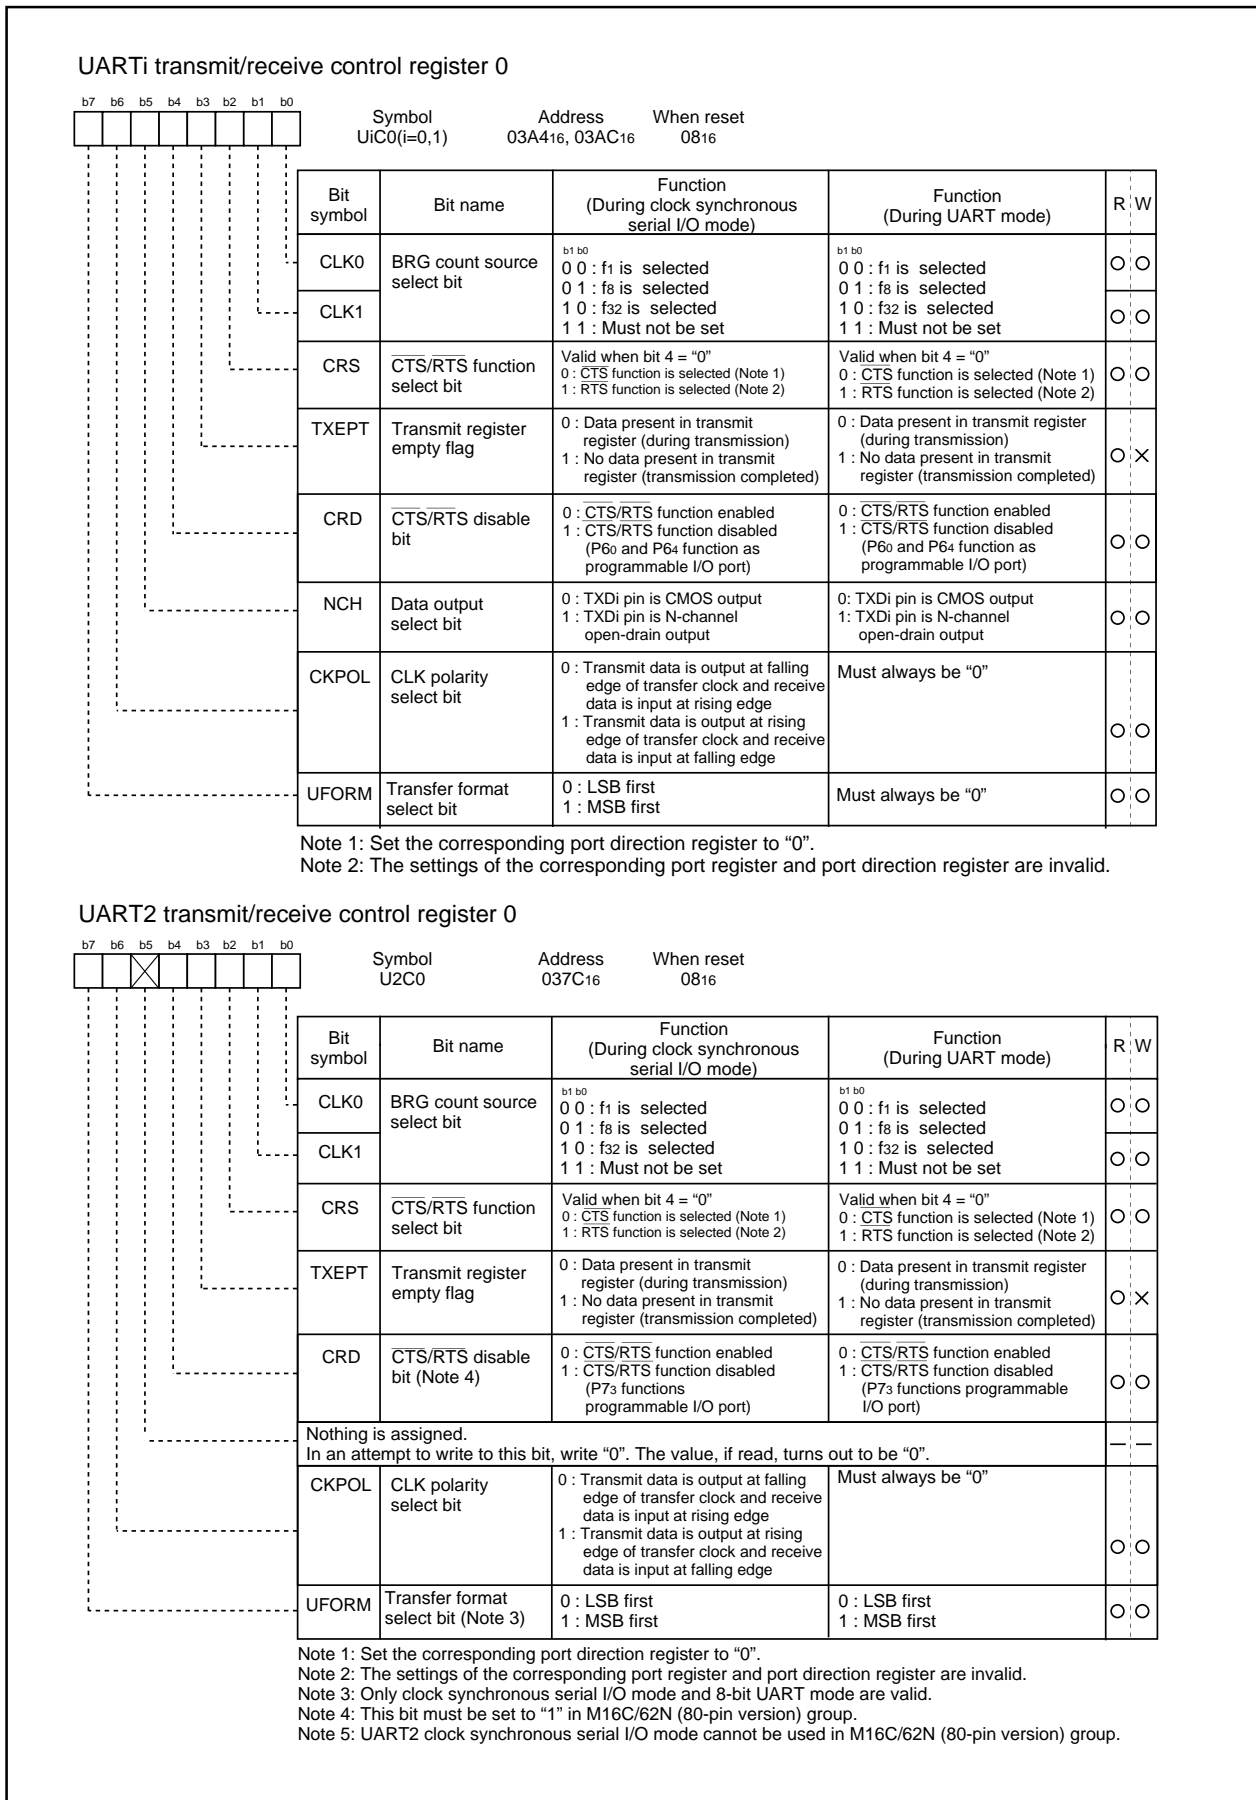 UARTi transmit/receive control register 0
b7 b6 b5 b4 b3 b2 b1 b0
Symbol Address When reset
UiC0(i=0,1) 03A416, 03AC16 0816
Bit symbol
Bit name
Function
(During clock synchronous
serial I/O mode)
Function
(During UART mode)
R W
CLK0
CLK1
BRG count source
select bit
b1 b0
0 0 : f1 is selected
0 1 : f8 is selected
1 0 : f32 is selected
1 1 : Must not be set
b1 b0
0 0 : f1 is selected
0 1 : f8 is selected
1 0 : f32 is selected
1 1 : Must not be set
CRS
CTS/RTS function
select bit
Valid when bit 4 = “0”
0 : CTS function is selected (Note 1)
1 : RTS function is selected (Note 2)
Valid when bit 4 = “0”
0 : CTS function is selected (Note 1)
1 : RTS function is selected (Note 2)
TXEPT
Transmit register
empty flag
0 : Data present in transmit
register (during transmission)
1 : No data present in transmit
register (transmission completed)
0 : Data present in transmit register
(during transmission)
1 : No data present in transmit
register (transmission completed)
CRD
CTS/RTS disable
bit
0 : CTS/RTS function enabled
1 : CTS/RTS function disabled
(P60 and P64 function as
programmable I/O port)
0 : CTS/RTS function enabled
1 : CTS/RTS function disabled
(P60 and P64 function as
programmable I/O port)
NCH
Data output
select bit
0 : TXDi pin is CMOS output
1 : TXDi pin is N-channel
open-drain output
0: TXDi pin is CMOS output
1: TXDi pin is N-channel
open-drain output
CKPOL
CLK polarity
select bit
0 : Transmit data is output at falling
edge of transfer clock and receive
data is input at rising edge
1 : Transmit data is output at rising
edge of transfer clock and receive
data is input at falling edge
Must always be “0”
UFORM
Transfer format
select bit
0 : LSB first
1 : MSB first
Must always be “0”
Note 1: Set the corresponding port direction register to “0”.
Note 2: The settings of the corresponding port register and port direction register are invalid.
UART2 transmit/receive control register 0
b7 b6 b5 b4 b3 b2 b1 b0
Symbol Address When reset
U2C0 037C16 0816
Bit symbol
Bit name
Function
(During clock synchronous
serial I/O mode)
Function
(During UART mode)
R W
CLK0
CLK1
BRG count source
select bit
b1 b0
0 0 : f1 is selected
0 1 : f8 is selected
1 0 : f32 is selected
1 1 : Must not be set
b1 b0
0 0 : f1 is selected
0 1 : f8 is selected
1 0 : f32 is selected
1 1 : Must not be set
CRS
CTS/RTS function
select bit
Valid when bit 4 = “0”
0 : CTS function is selected (Note 1)
1 : RTS function is selected (Note 2)
Valid when bit 4 = “0”
0 : CTS function is selected (Note 1)
1 : RTS function is selected (Note 2)
TXEPT
Transmit register
empty flag
0 : Data present in transmit
register (during transmission)
1 : No data present in transmit
register (transmission completed)
0 : Data present in transmit register
(during transmission)
1 : No data present in transmit
register (transmission completed)
CRD
CTS/RTS disable
bit (Note 4)
0 : CTS/RTS function enabled
1 : CTS/RTS function disabled
(P73 functions
programmable I/O port)
0 : CTS/RTS function enabled
1 : CTS/RTS function disabled
(P73 functions programmable
I/O port)
Nothing is assigned.
In an attempt to write to this bit, write “0”. The value, if read, turns out to be “0”.
CKPOL
CLK polarity
select bit
0 : Transmit data is output at falling
edge of transfer clock and receive
data is input at rising edge
1 : Transmit data is output at rising
edge of transfer clock and receive
data is input at falling edge
Must always be “0”
UFORM
Transfer format
select bit (Note 3)
0 : LSB first
1 : MSB first
0 : LSB first
1 : MSB first
Note 1: Set the corresponding port direction register to “0”.
Note 2: The settings of the corresponding port register and port direction register are invalid.
Note 3: Only clock synchronous serial I/O mode and 8-bit UART mode are valid.
Note 4: This bit must be set to “1” in M16C/62N (80-pin version) group.
Note 5: UART2 clock synchronous serial I/O mode cannot be used in M16C/62N (80-pin version) group.